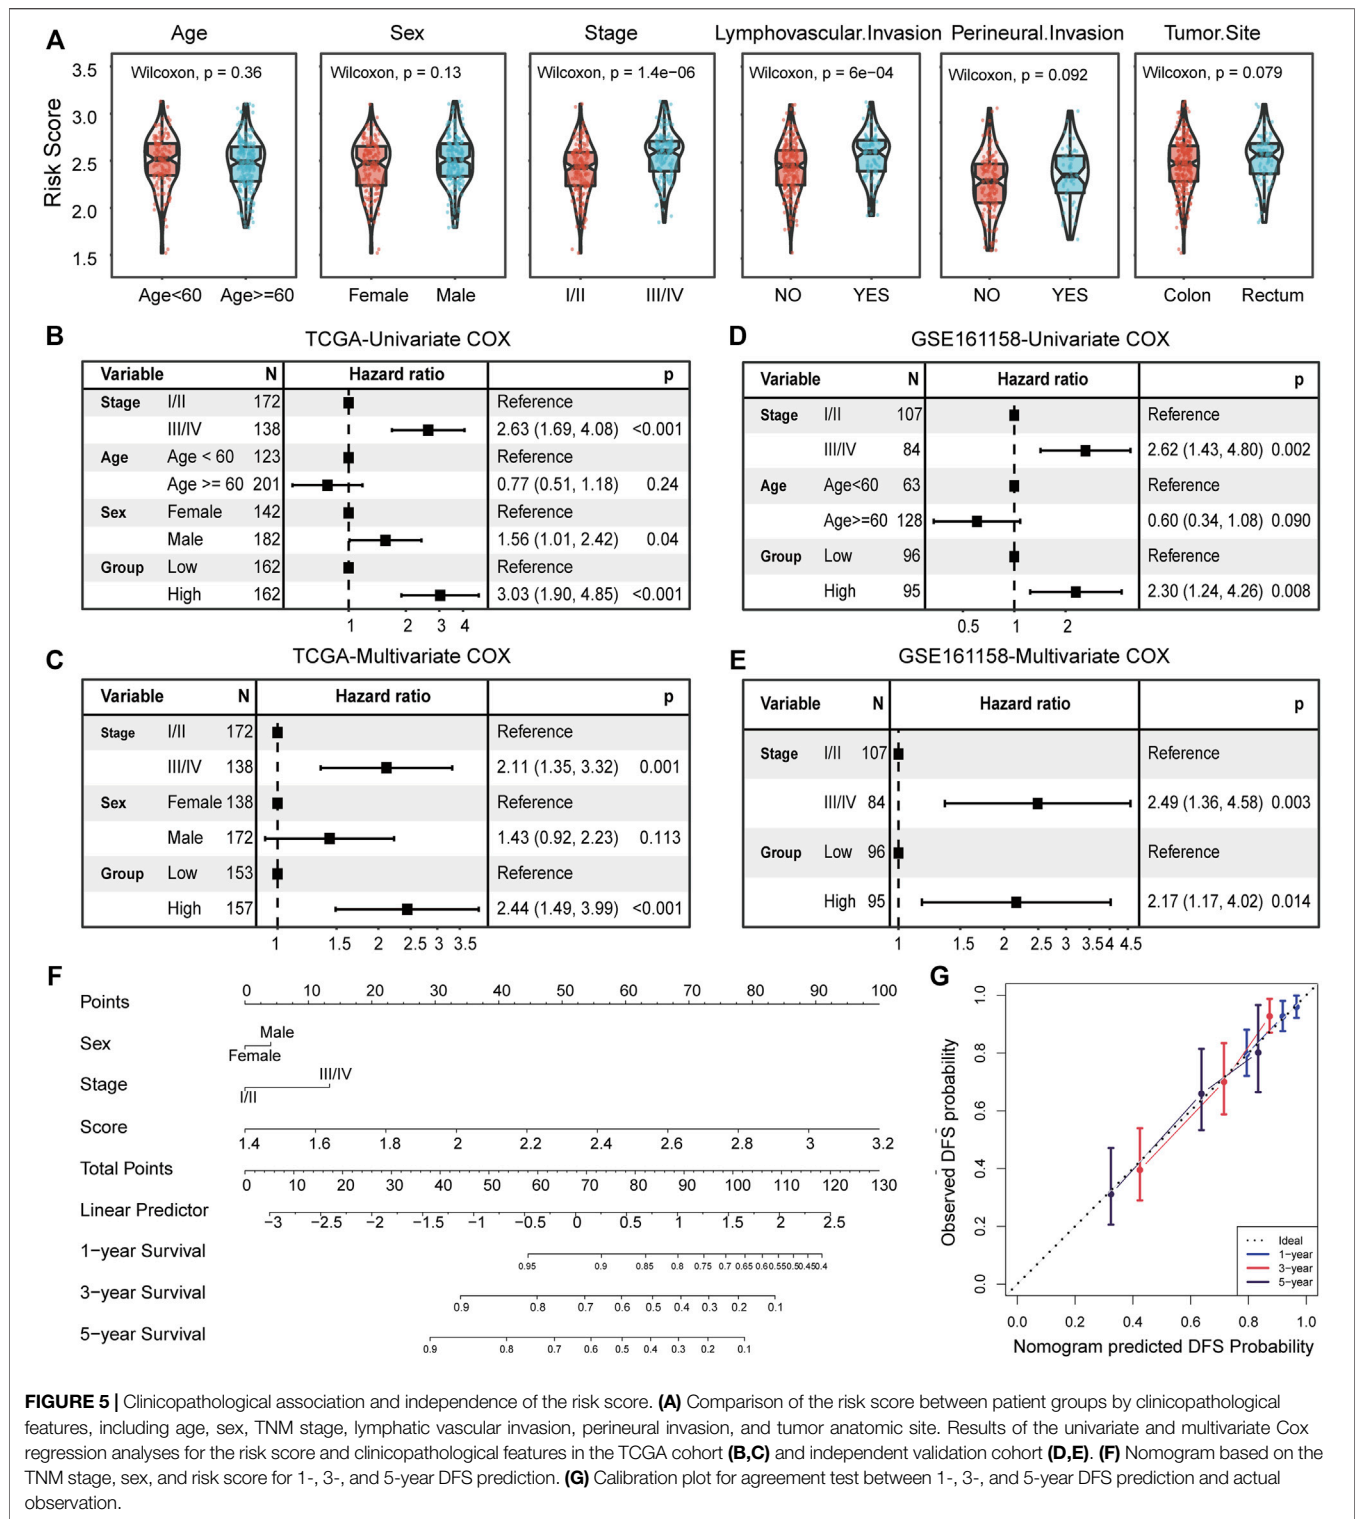 A
Age
Sex
Stage
Lymphovascular.Invasion
Perineural.Invasion
Tumor.Site
Risk Score
3.5
3.0
2.5
2.0
1.5
Wilcoxon, p = 0.36
Wilcoxon, p = 0.13
Wilcoxon, p = 1.4e−06
Wilcoxon, p = 6e−04
Wilcoxon, p = 0.092
Wilcoxon, p = 0.079
Age<60 Age>=60
Female Male
I/II III/IV
NO YES
NO YES
Colon Rectum
B
TCGA-Univariate COX
Variable N Hazard ratio p
Stage I/II 172 Reference
III/IV 138 2.63 (1.69, 4.08) <0.001
Age Age < 60 123 Reference
Age >= 60 201 0.77 (0.51, 1.18) 0.24
Sex Female 142 Reference
Male 182 1.56 (1.01, 2.42) 0.04
Group Low 162 Reference
High 162 3.03 (1.90, 4.85) <0.001
1 2 3 4
D
GSE161158-Univariate COX
Variable N Hazard ratio p
Stage I/II 107 Reference
III/IV 84 2.62 (1.43, 4.80) 0.002
Age Age<60 63 Reference
Age>=60 128 0.60 (0.34, 1.08) 0.090
Group Low 96 Reference
High 95 2.30 (1.24, 4.26) 0.008
0.5 1 2
C
TCGA-Multivariate COX
Variable N Hazard ratio p
Stage I/II 172 Reference
III/IV 138 2.11 (1.35, 3.32) 0.001
Sex Female 138 Reference
Male 172 1.43 (0.92, 2.23) 0.113
Group Low 153 Reference
High 157 2.44 (1.49, 3.99) <0.001
1 1.5 2 2.5 3 3.5
E
GSE161158-Multivariate COX
Variable N Hazard ratio p
Stage I/II 107 Reference
III/IV 84 2.49 (1.36, 4.58) 0.003
Group Low 96 Reference
High 95 2.17 (1.17, 4.02) 0.014
1 1.5 2 2.5 3 3.5 4 4.5
F
Points 0 10 20 30 40 50 60 70 80 90 100
Male
Sex
Female
III/IV
Stage
I/II
Score 1.4 1.6 1.8 2 2.2 2.4 2.6 2.8 3 3.2
Total Points 0 10 20 30 40 50 60 70 80 90 100 110 120 130
Linear Predictor −3 −2.5 −2 −1.5 −1 −0.5 0 0.5 1 1.5 2 2.5
1−year Survival 0.95 0.9 0.85 0.8 0.75 0.7 0.65 0.60 0.55 0.50.450.4
3−year Survival 0.9 0.8 0.7 0.6 0.5 0.4 0.3 0.2 0.1
5−year Survival 0.9 0.8 0.7 0.6 0.5 0.4 0.3 0.2 0.1
G
Observed DFS probability
1.0
0.8
0.6
0.4
0.2
0.0
Ideal
1−year
3−year
5−year
0.0 0.2 0.4 0.6 0.8 1.0
Nomogram predicted DFS Probability
FIGURE 5 | Clinicopathological association and independence of the risk score. (A) Comparison of the risk score between patient groups by clinicopathological
features, including age, sex, TNM stage, lymphatic vascular invasion, perineural invasion, and tumor anatomic site. Results of the univariate and multivariate Cox
regression analyses for the risk score and clinicopathological features in the TCGA cohort (B,C) and independent validation cohort (D,E). (F) Nomogram based on the
TNM stage, sex, and risk score for 1-, 3-, and 5-year DFS prediction. (G) Calibration plot for agreement test between 1-, 3-, and 5-year DFS prediction and actual
observation.